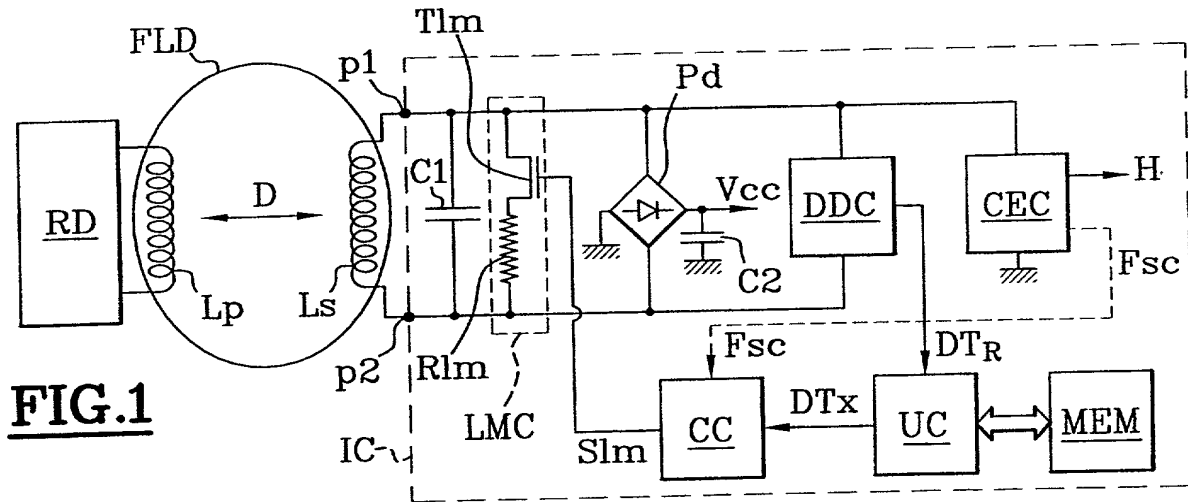 Tlm
FLD
p1
Pd
C1
Vcc
H
RD
D
DDC
CEC
C2
Fsc
Lp
Ls
p2
Rlm
Fsc
DTR
FIG.1
LMC
DTx
CC
UC
MEM
IC
Slm